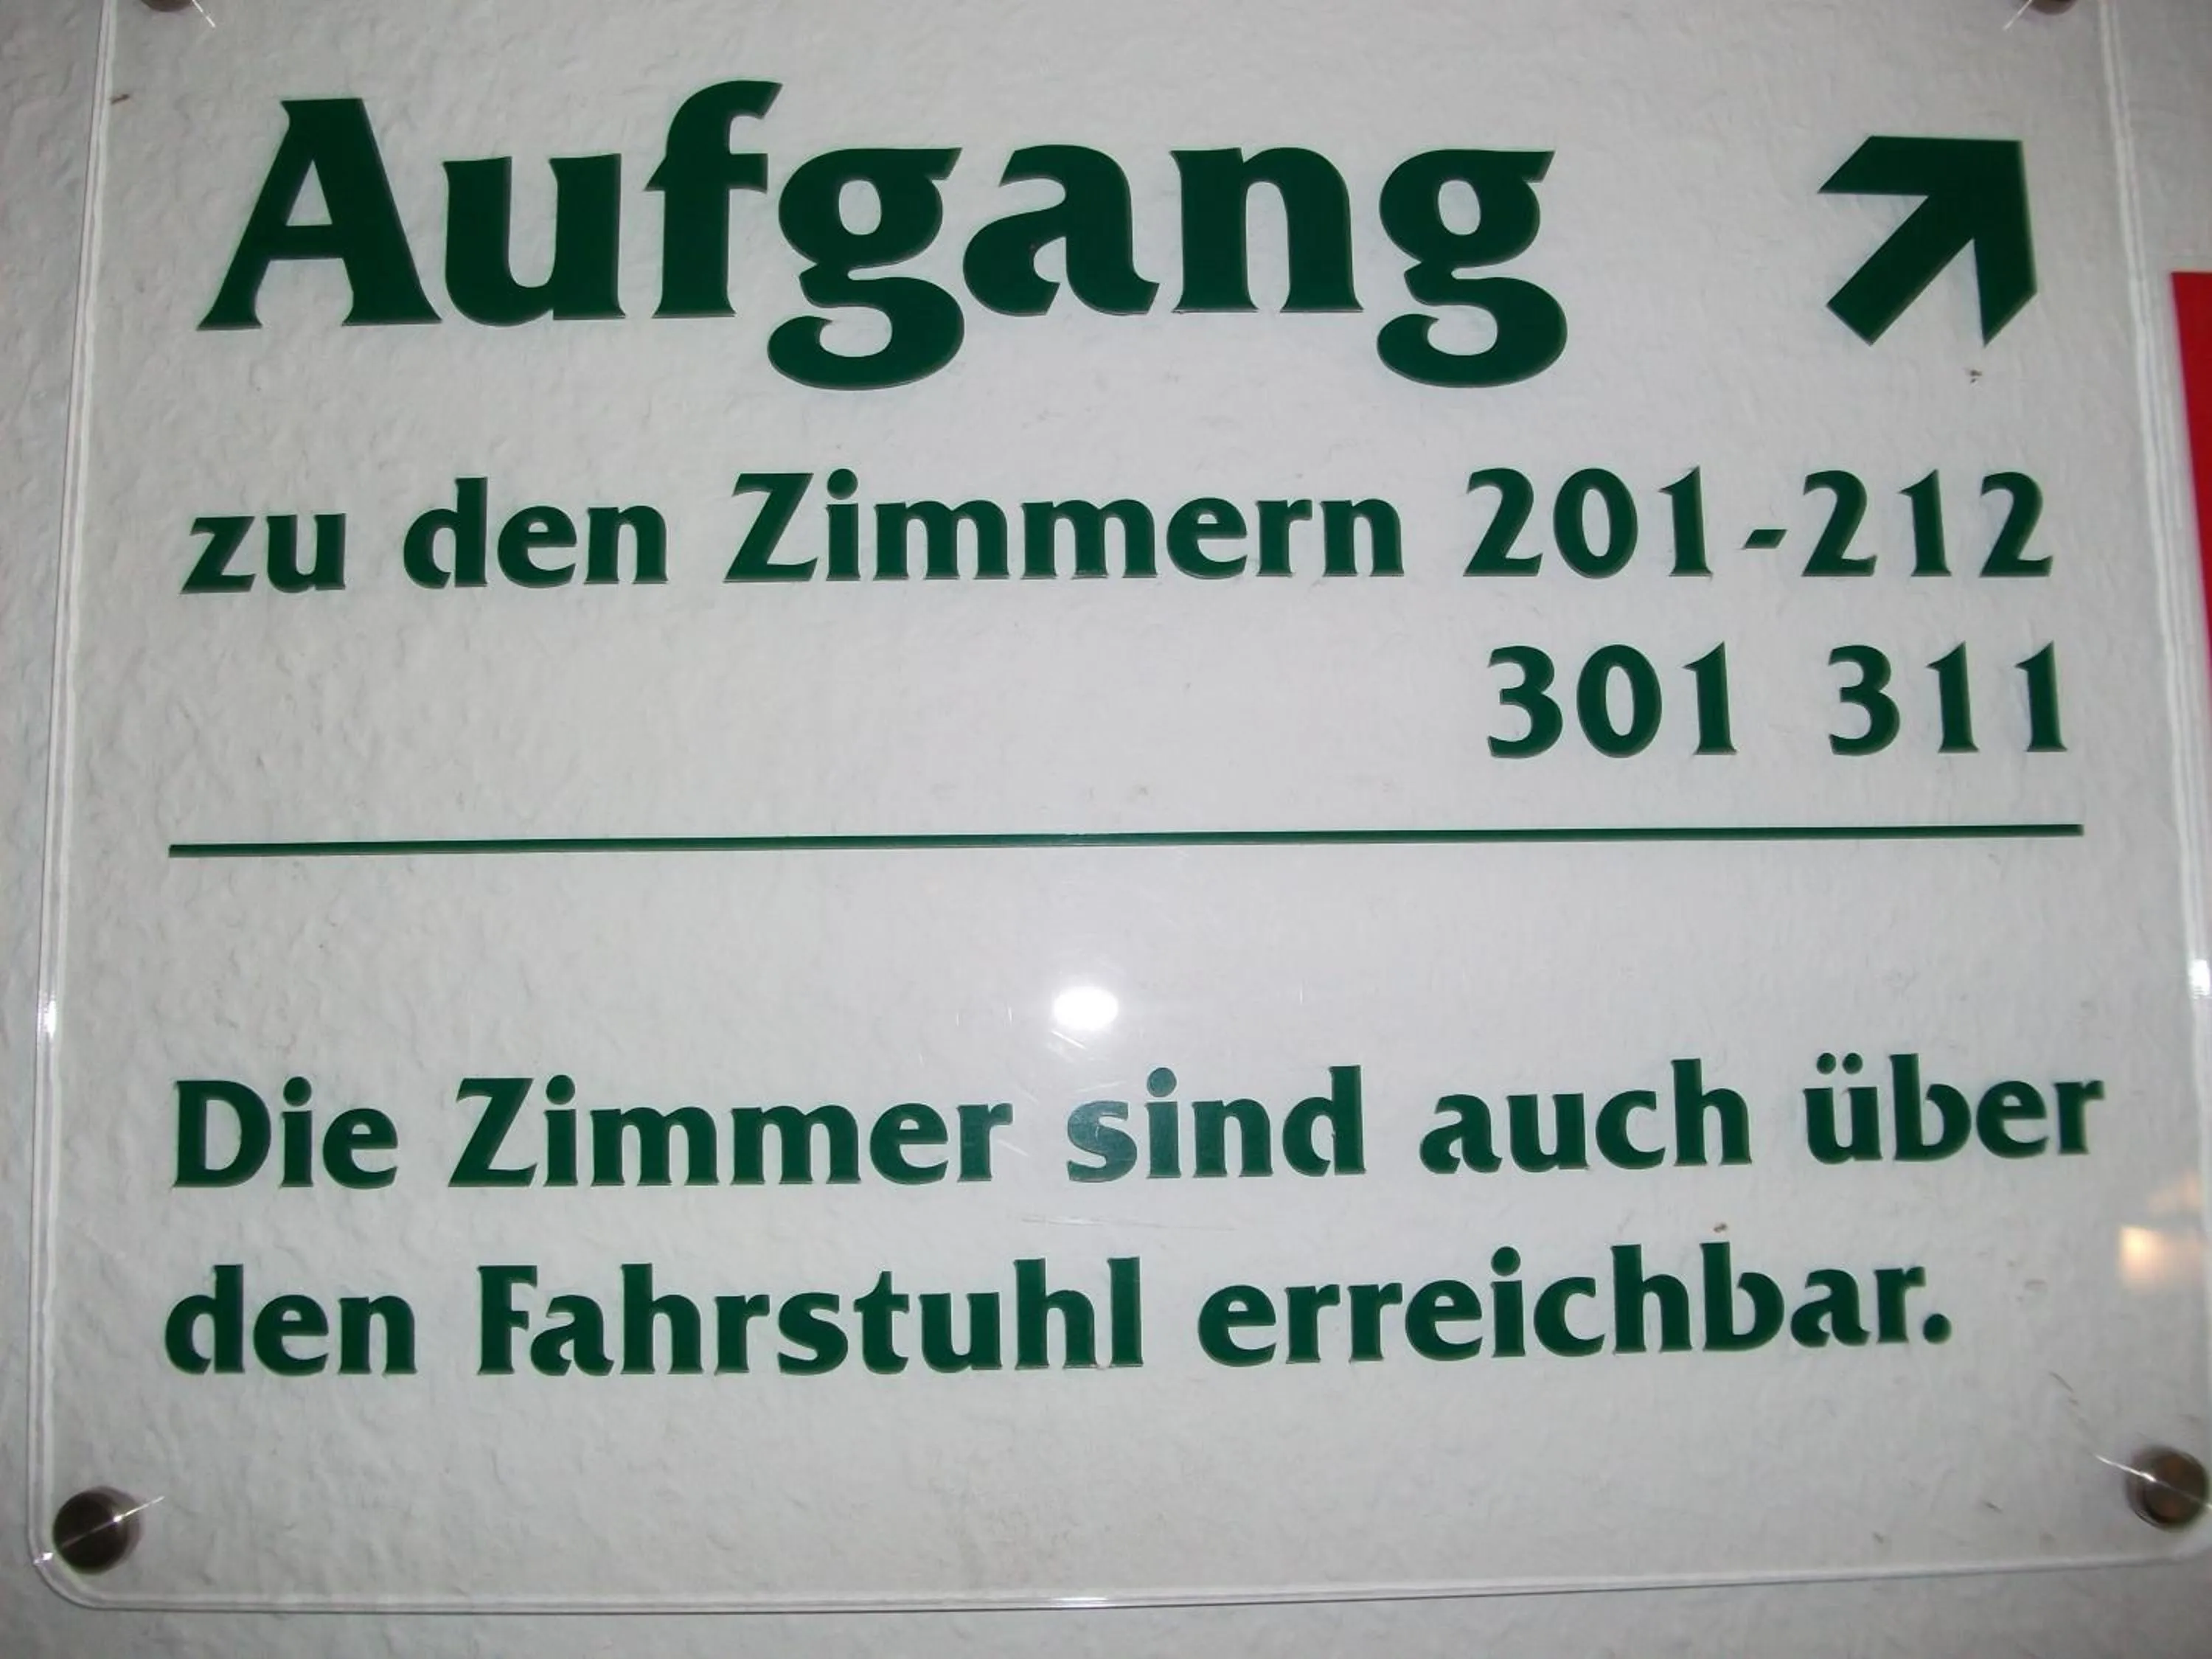 Aufgang
zu den Zimmern 201-212
301 311
Die Zimmer sind auch über
den Fahrstuhl erreichbar.